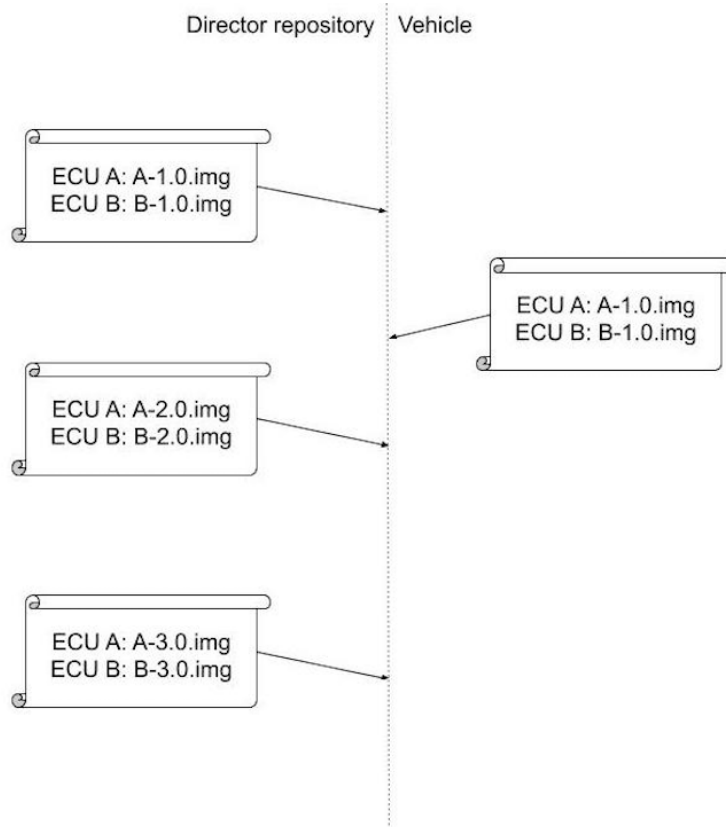 Director repository
Vehicle
ECU A: A-1.0.img
ECU B: B-1.0.img
ECU A: A-1.0.img
ECU B: B-1.0.img
ECU A: A-2.0.img
ECU B: B-2.0.img
ECU A: A-3.0.img
ECU B: B-3.0.img